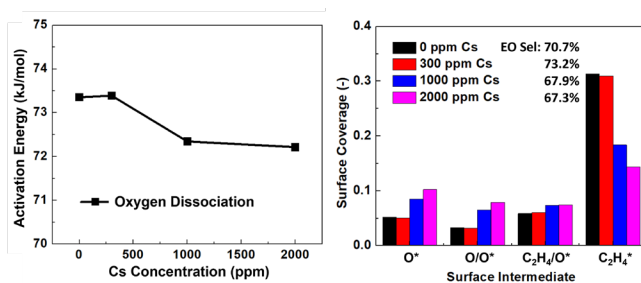 75
74
73
72
71
70
Activation Energy (kJ/mol)
Oxygen Dissociation
0 500 1000 1500 2000
Cs Concentration (ppm)
0.4
0.3
0.2
0.1
0.0
Surface Coverage (-)
0 ppm Cs EO Sel: 70.7%
300 ppm Cs 73.2%
1000 ppm Cs 67.9%
2000 ppm Cs 67.3%
O* O/O* C₂H₄/O* C₂H₄*
Surface Intermediate